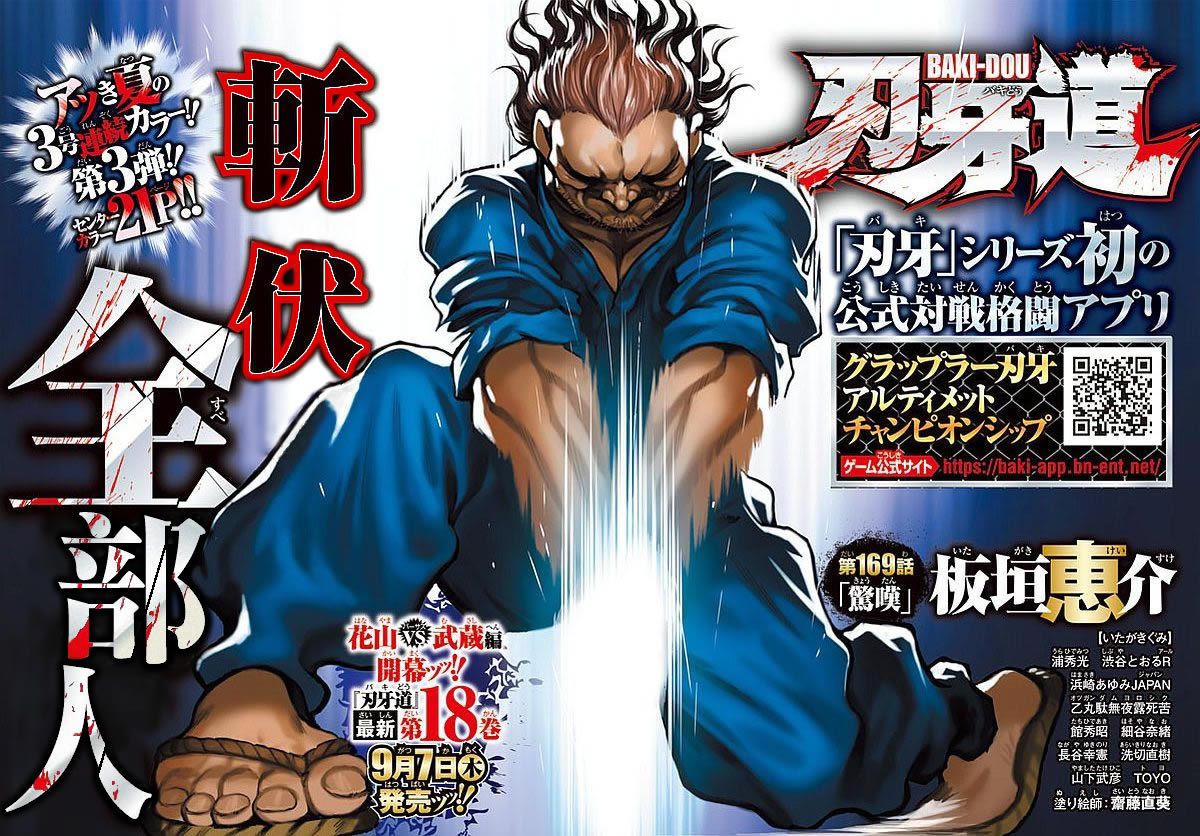 BAKI-DOU
刃牙道
バキどう
「刃牙」シリーズ初の
公式対戦格闘アプリ
グラップラー刃牙
アルティメット
チャンピオンシップ
ゲーム公式サイト https://baki-app.bn-ent.net/
第169話
「驚嘆」
板垣恵介
【いたがきぐみ】
浦秀光 渋谷とおるR
浜崎あゆみJAPAN
乙丸駄無夜露死苦
館秀昭 細谷奈緒
長谷幸憲 洗切直樹
山下武彦 TOYO
塗り絵師：齋藤直葵
アツき夏の
3号連続カラー!!
第3弾!!
センターカラー21P!!
斬伏
全部人
花山VS武蔵編、
開幕ッッ!!
『刃牙道』
最新第18巻
9月7日木
発売ッッ!!